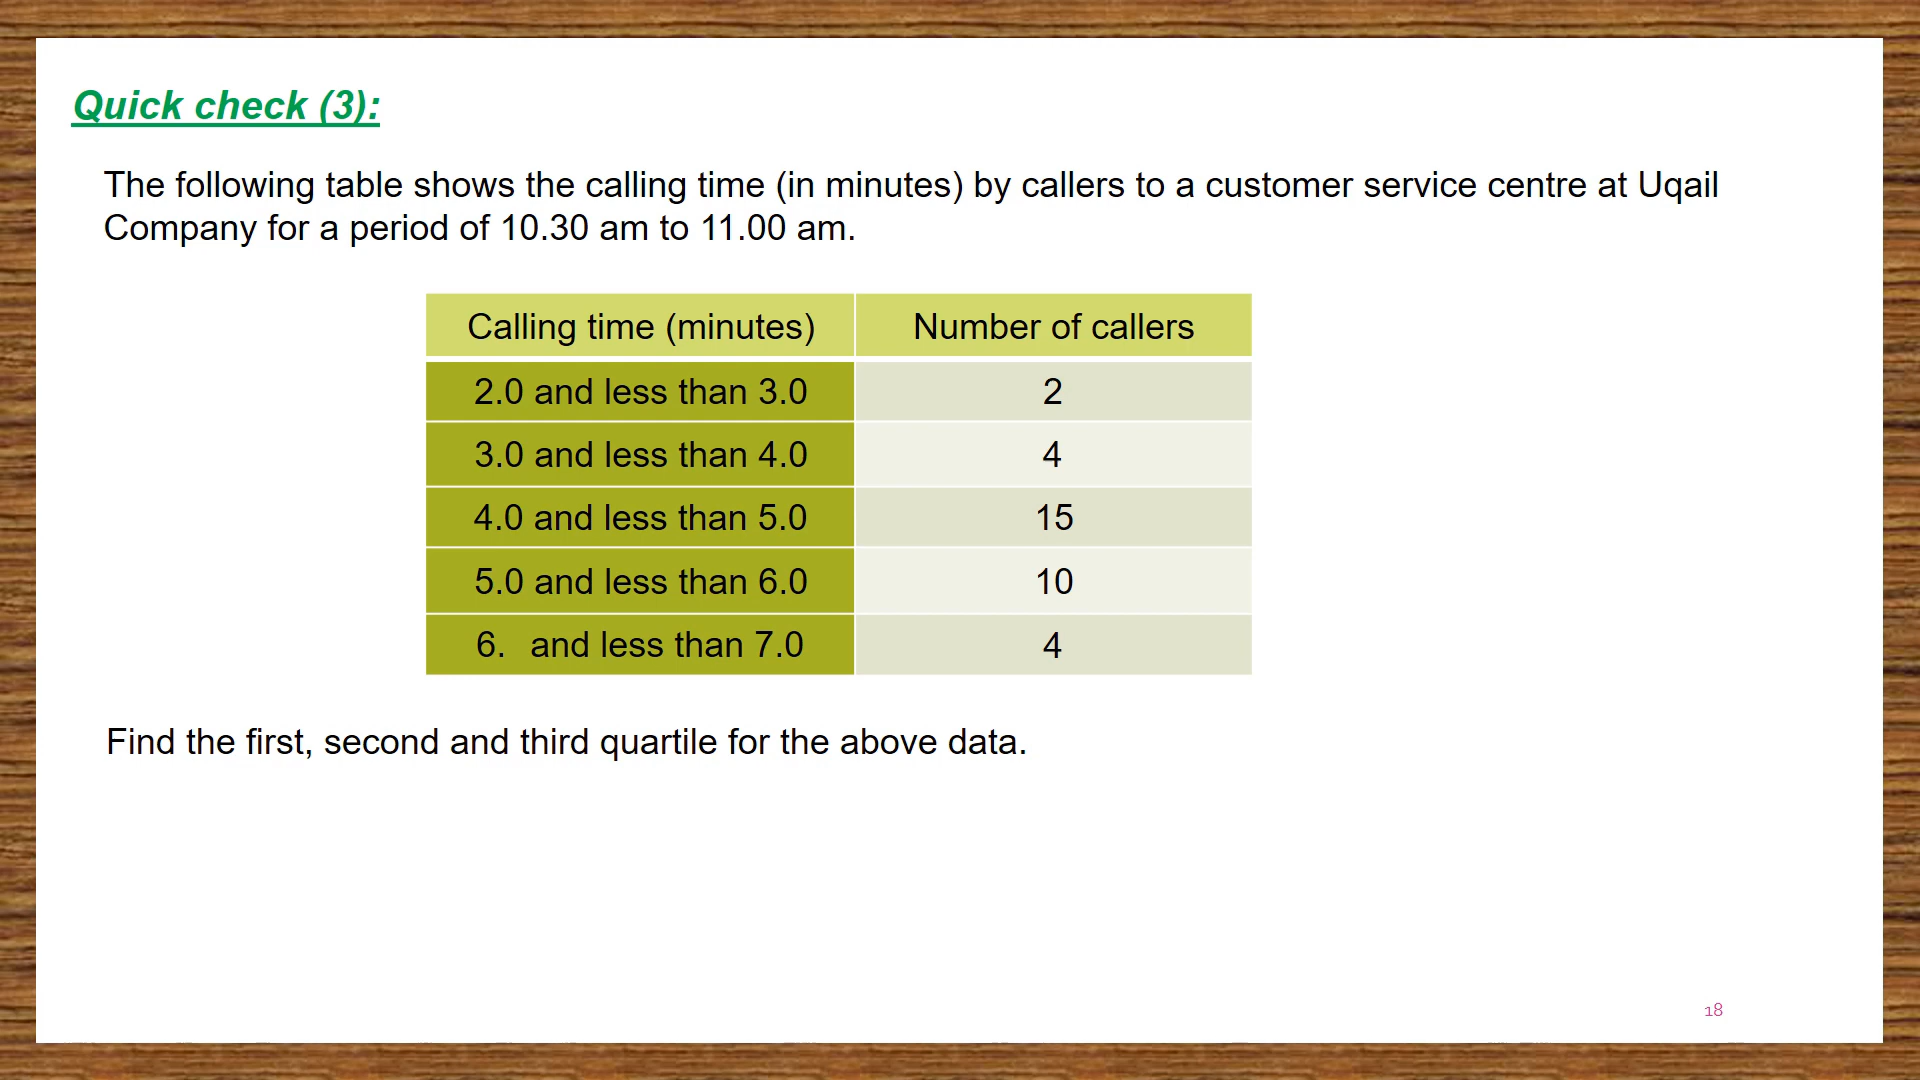 Quick check (3):
The following table shows the calling time (in minutes) by callers to a customer service centre at Uqail
Company for a period of 10.30 am to 11.00 am.
Calling time (minutes) Number of callers
2.0 and less than 3.0 2
3.0 and less than 4.0 4
4.0 and less than 5.0 15
5.0 and less than 6.0 10
6. and less than 7.0 4
Find the first, second and third quartile for the above data.
18